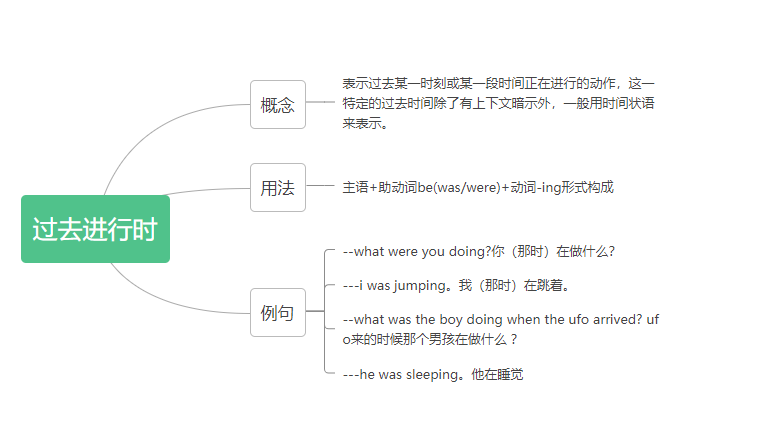 过去进行时
概念
表示过去某一时刻或某一段时间正在进行的动作，这一
特定的过去时间除了有上下文暗示外，一般用时间状语
来表示。
用法
主语+助动词be(was/were)+动词-ing形式构成
例句
--what were you doing?你（那时）在做什么?
---i was jumping。我（那时）在跳着。
--what was the boy doing when the ufo arrived? uf
o来的时候那个男孩在做什么 ?
---he was sleeping。他在睡觉